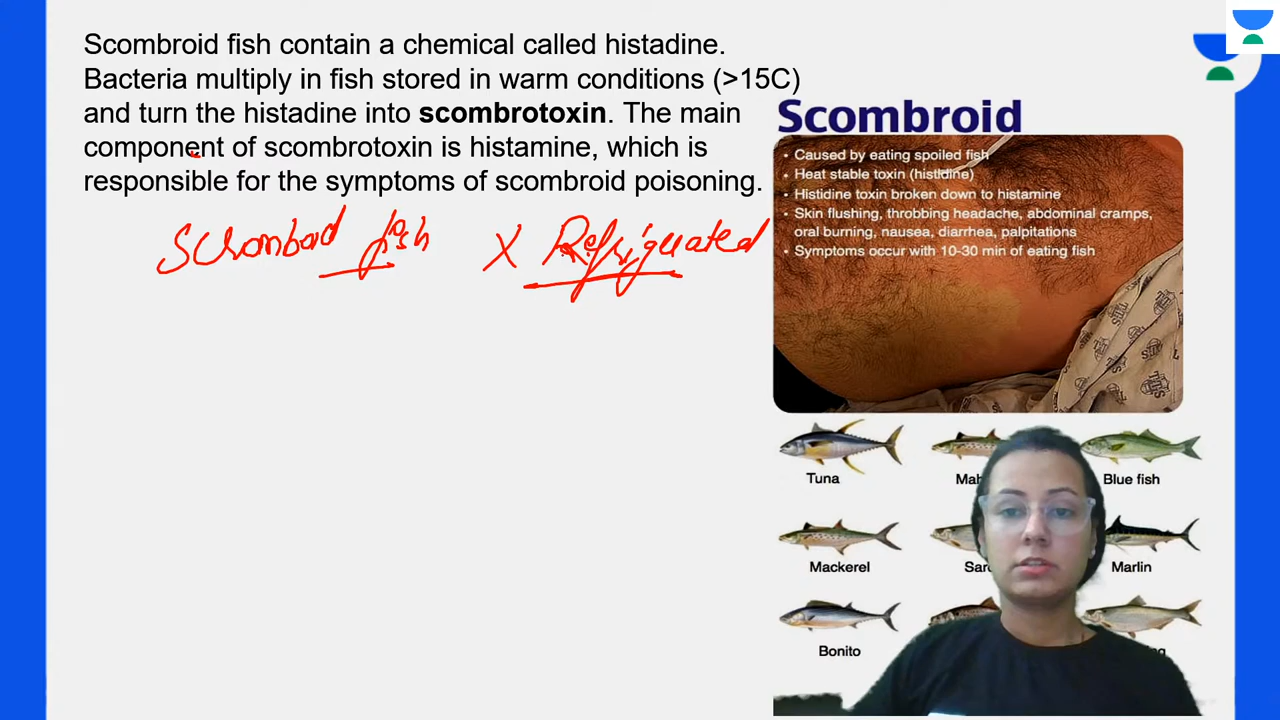 Scombroid fish contain a chemical called histadine.
Bacteria multiply in fish stored in warm conditions (>15C)
and turn the histadine into scombrotoxin. The main
component of scombrotoxin is histamine, which is
responsible for the symptoms of scombroid poisoning.
fish X Refrigerated
Scombroid
• Caused by eating spoiled fish
• Heat stable toxin (histidine)
• Histidine toxin broken down to histamine
• Skin flushing, throbbing headache, abdominal cramps,
oral burning, nausea, diarrhea, palpitations
• Symptoms occur with 10-30 min of eating fish
Tuna
Mah
Blue fish
Mackerel
Sar
Marlin
Bonito